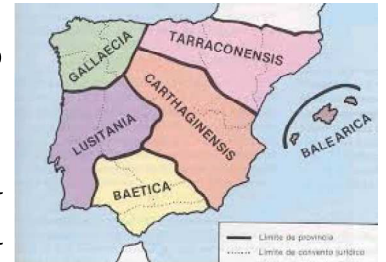 GALLAECIA
TARRACONENSIS
CARTHAGINENSIS
LUSITANIA
BALEARICA
BAETICA
Límite de provincia
Límite de convento jurídico